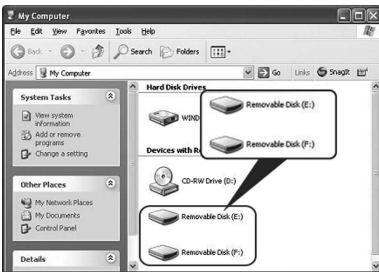 My Computer
File Edit View Favorites Tools Help
Back Search Folders
Address My Computer Go Links SnagIt
System Tasks
View system
information
Add or remove
programs
Change a setting
Other Places
My Network Places
My Documents
Control Panel
Details
Hard Disk Drives
WIND
Devices with R
CD-RW Drive (D:)
Removable Disk (E:)
Removable Disk (F:)
Removable Disk (E:)
Removable Disk (F:)